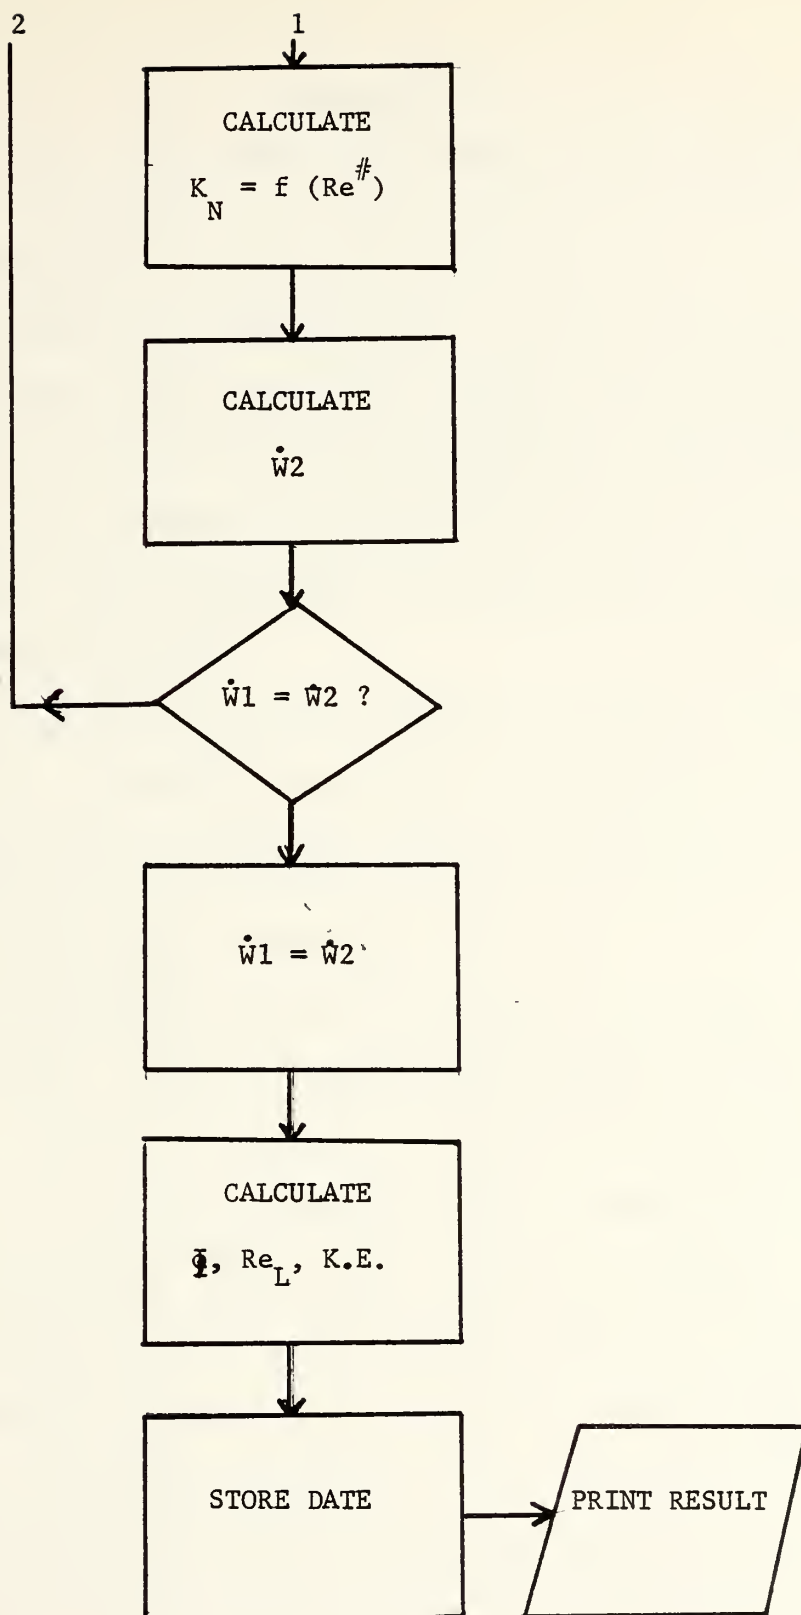 2 1
CALCULATE
K_N = f (Re^#)
CALCULATE
Ẇ2
Ẇ1 = Ẇ2 ?
Ẇ1 = Ẇ2
CALCULATE
Re_L, K.E.
STORE DATE
PRINT RESULT